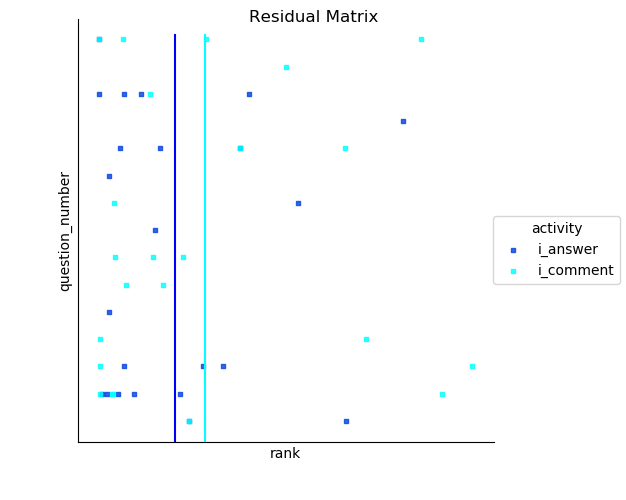 Residual Matrix
question_number
activity
i_answer
i_comment
rank